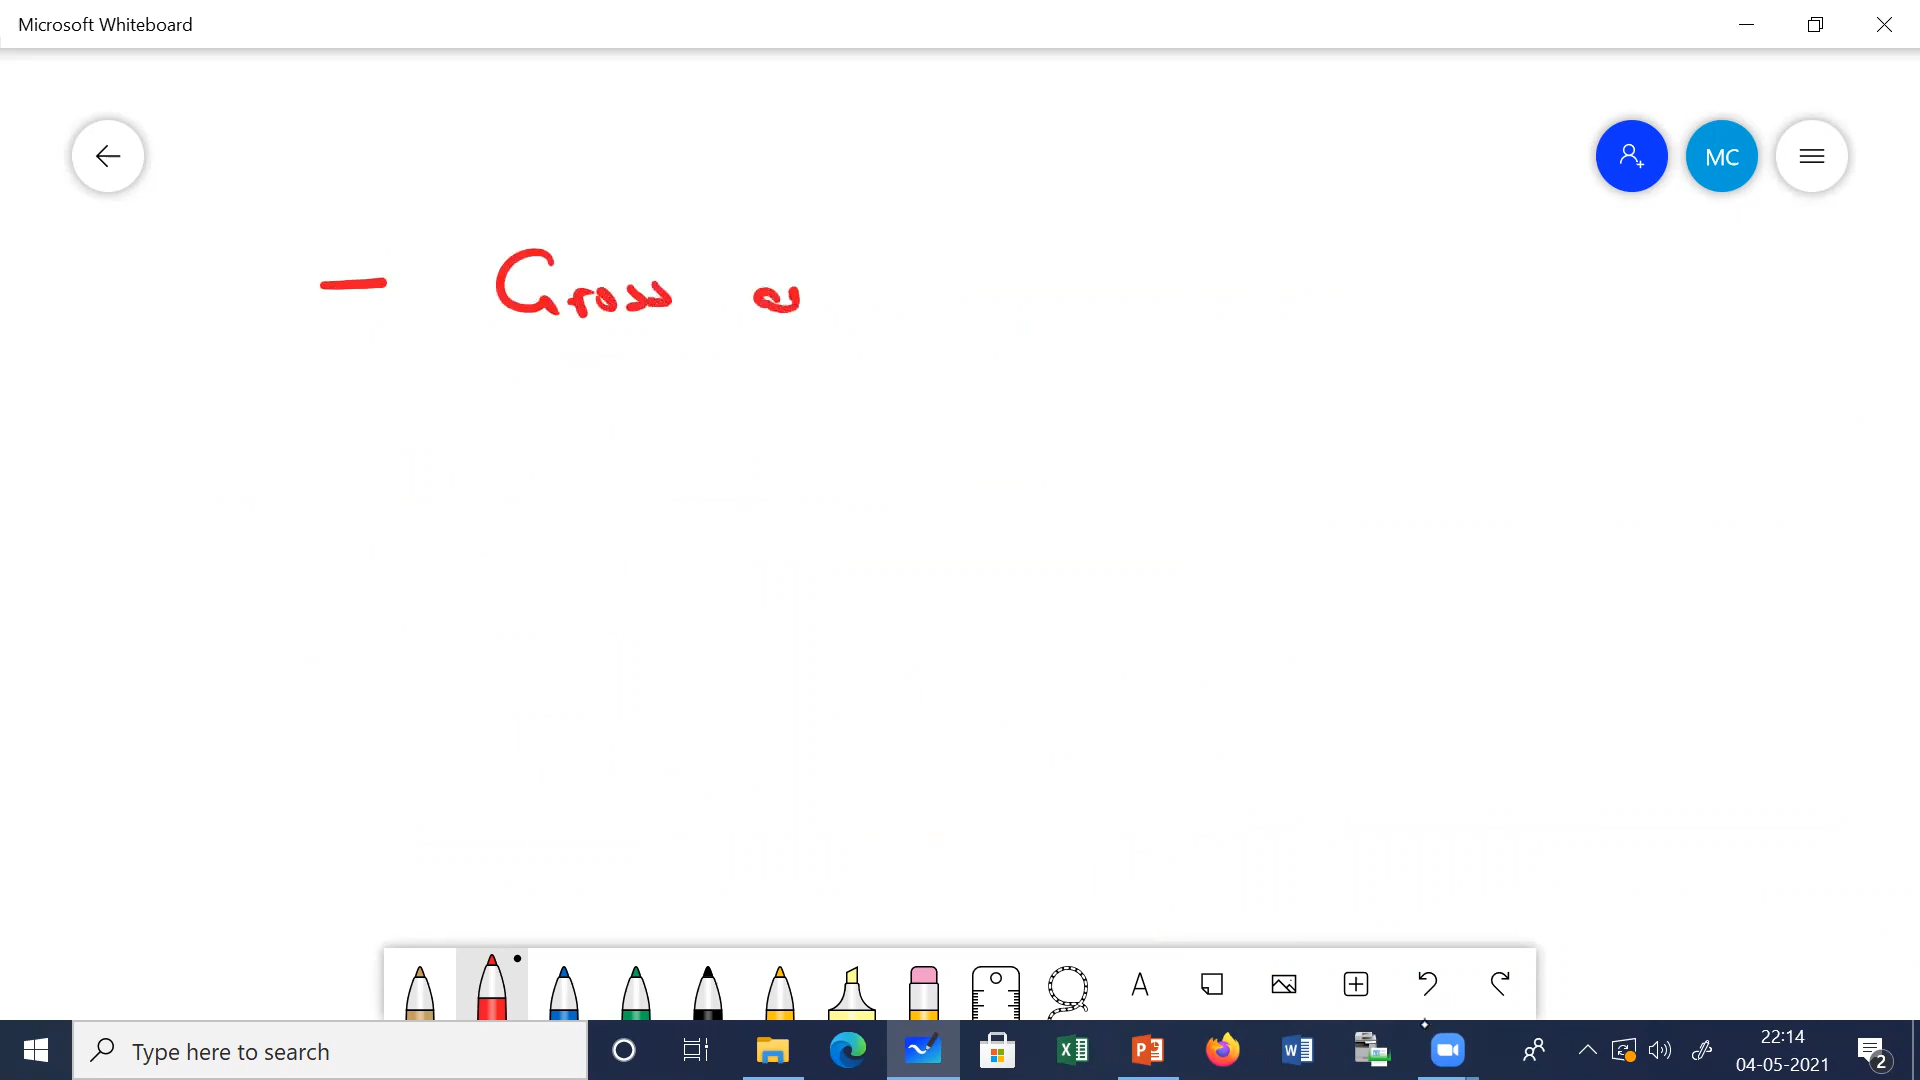 Microsoft Whiteboard
MC
- Gross
A
Type here to search
22:14
04-05-2021
2